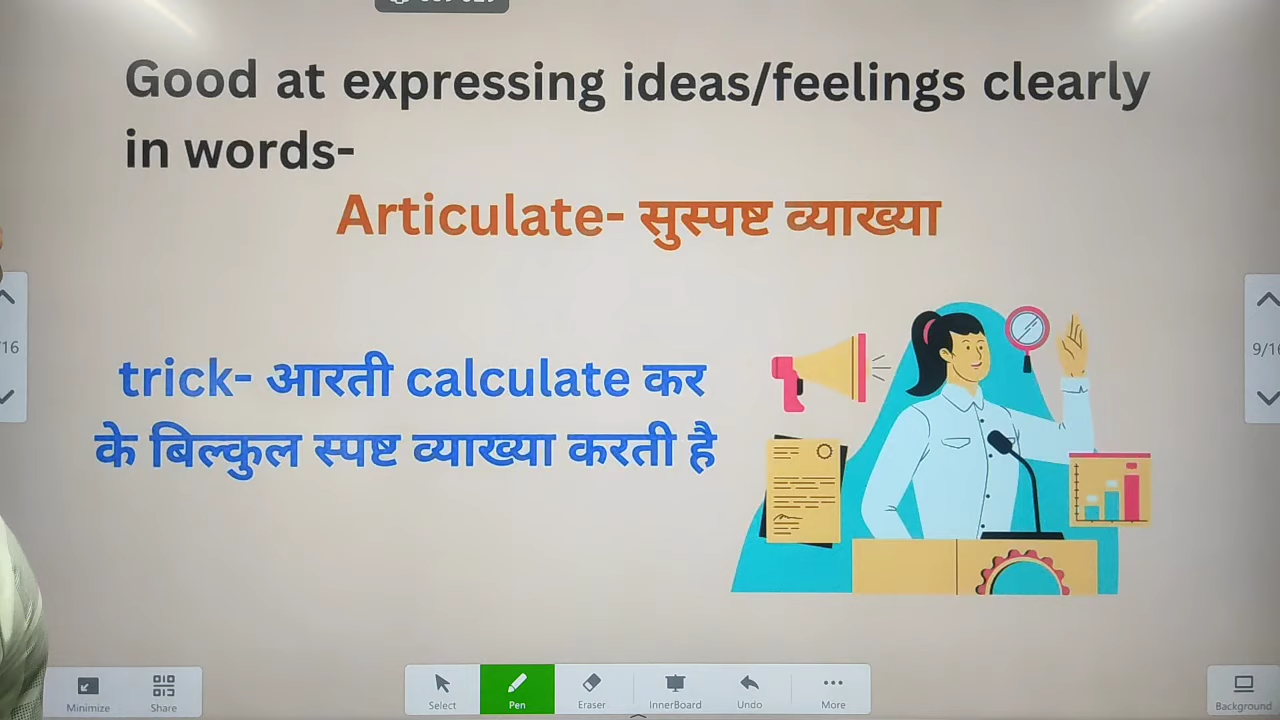 Good at expressing ideas/feelings clearly
in words-
Articulate- सुस्पष्ट व्याख्या
trick- आरती calculate कर
के बिल्कुल स्पष्ट व्याख्या करती है
/16
9/16
Minimize
Share
Select
Pen
Eraser
InnerBoard
Undo
More
Background